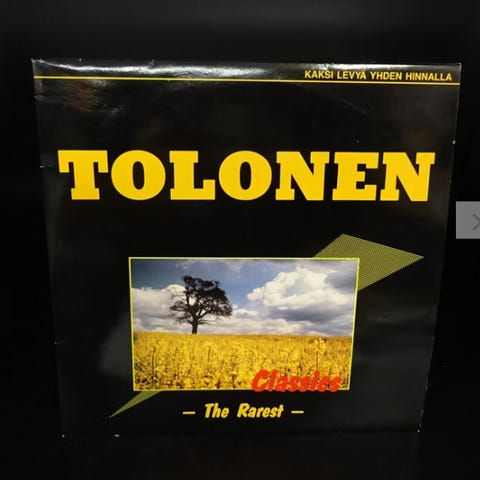 KAKSI LEVYÄ YHDEN HINNALLA
TOLONEN
Classics
– The Rarest –